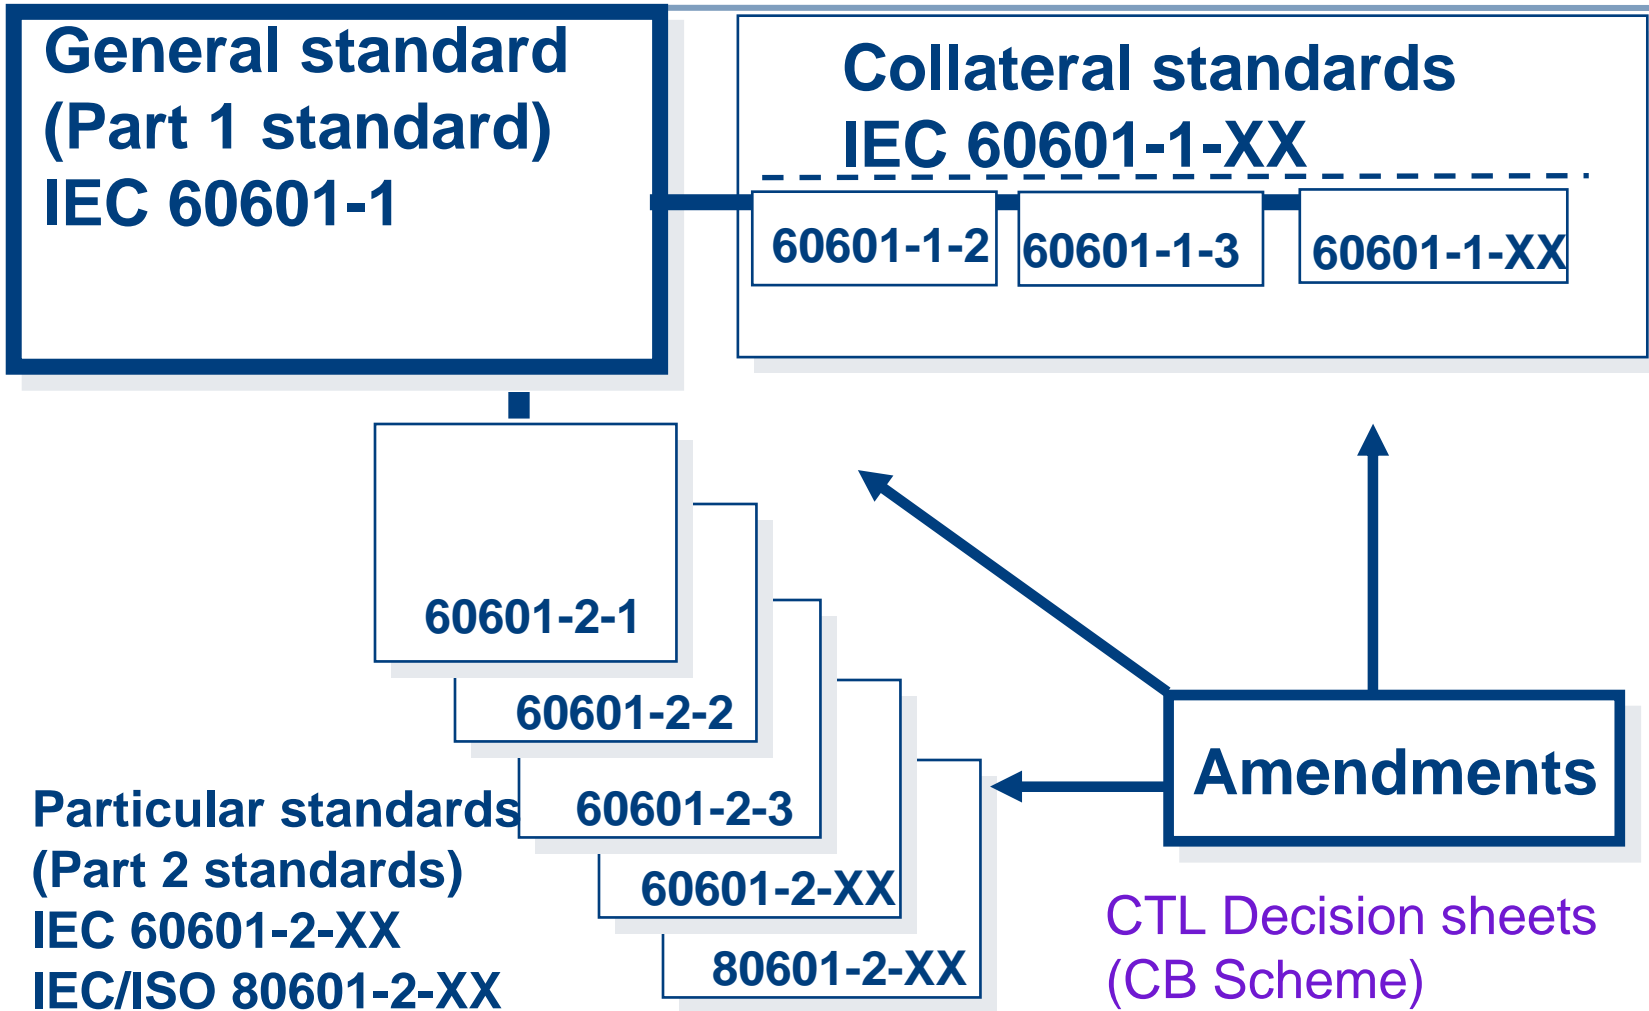 General standard
(Part 1 standard)
IEC 60601-1
Collateral standards
IEC 60601-1-XX
60601-1-2
60601-1-3
60601-1-XX
60601-2-1
60601-2-2
60601-2-3
60601-2-XX
80601-2-XX
Particular standards
(Part 2 standards)
IEC 60601-2-XX
IEC/ISO 80601-2-XX
Amendments
CTL Decision sheets
(CB Scheme)